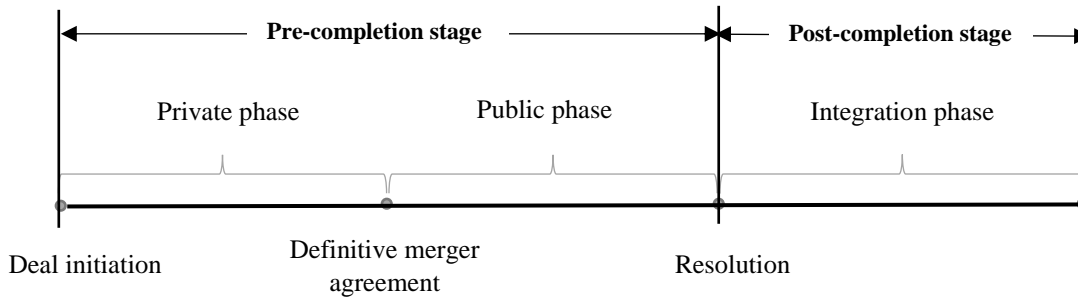 Pre-completion stage
Post-completion stage
Private phase
Public phase
Integration phase
Deal initiation
Definitive merger
agreement
Resolution